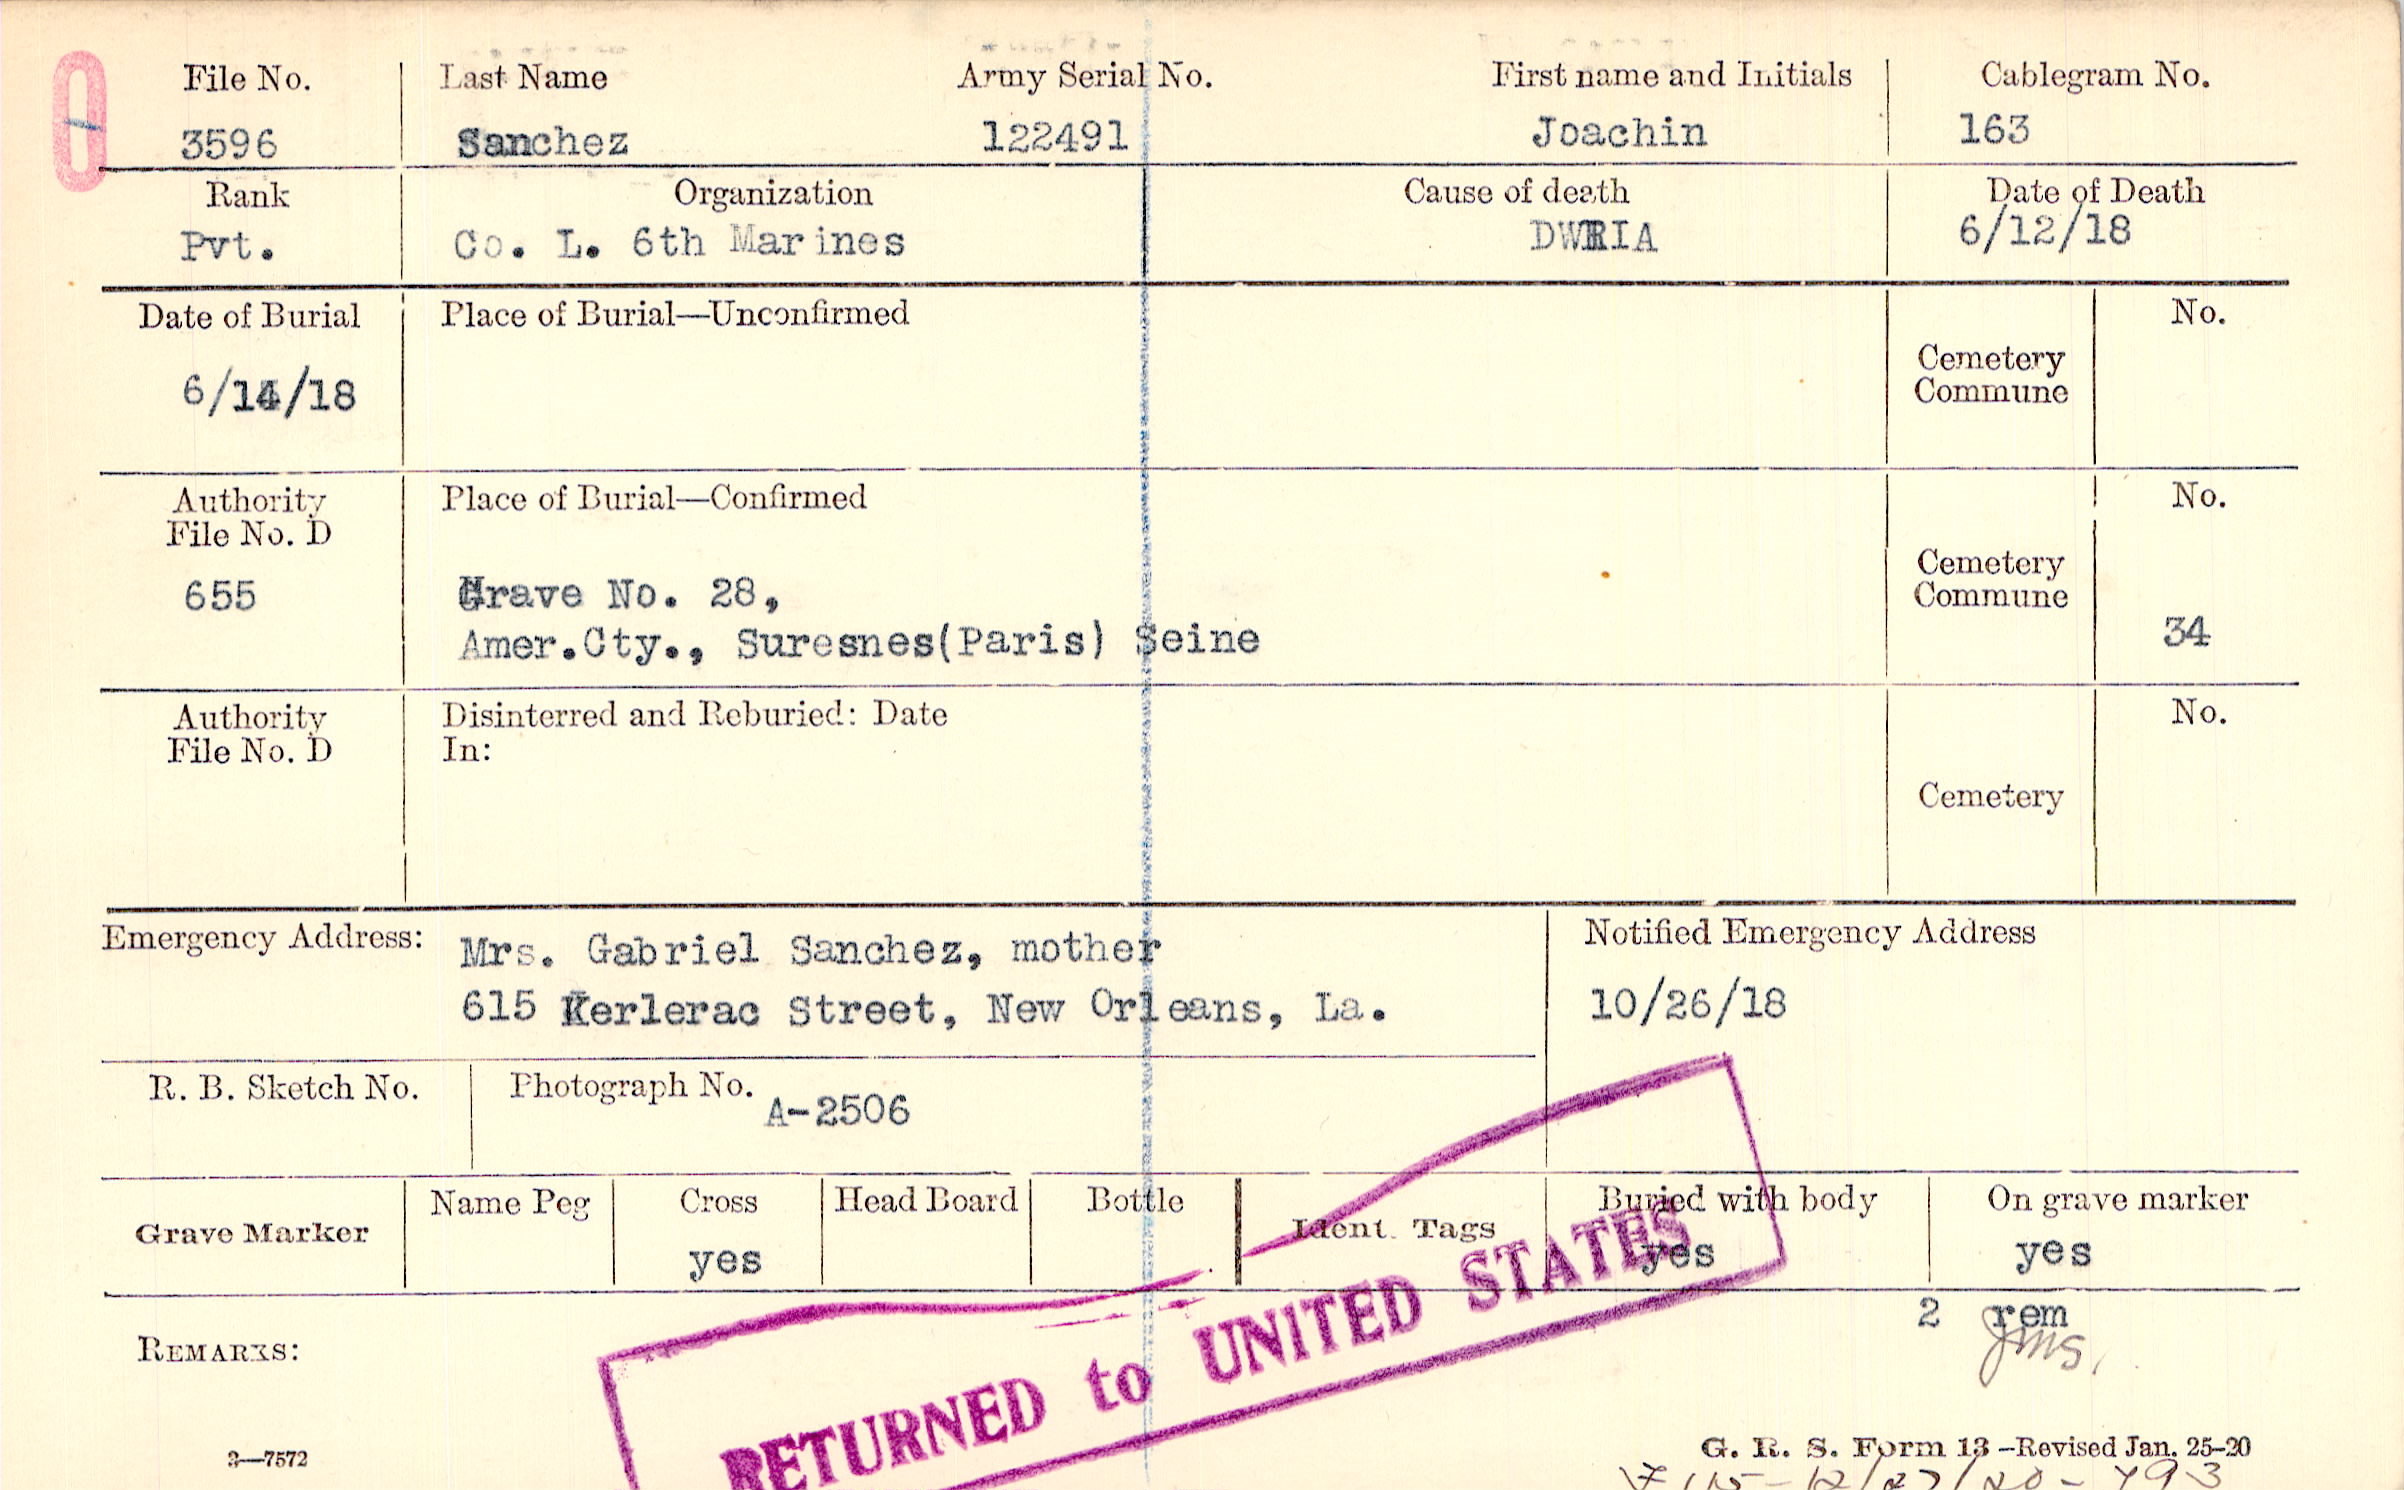 File No. Last Name Army Serial No. First name and Initials Cablegram No.
3596 Sanchez 122491 Joachin 163
Rank Organization Cause of death Date of Death
Pvt. Co. L. 6th Marines DWRIA 6/12/18
Date of Burial Place of Burial—Unconfirmed No.
Cemetery
Commune
6/14/18
Authority Place of Burial—Confirmed No.
File No. D
Cemetery
Commune
655 Grave No. 28,
Amer.Cty., Suresnes(Paris) Seine 34
Authority Disinterred and Reburied: Date No.
File No. D In:
Cemetery
Emergency Address: Mrs. Gabriel Sanchez, mother Notified Emergency Address
615 Kerlerac Street, New Orleans, La. 10/26/18
R. B. Sketch No. Photograph No. A-2506
Grave Marker Name Peg Cross Head Board Bottle Ident. Tags Buried with body On grave marker
yes yes yes
2 rem
JMS.
REMARKS:
RETURNED to UNITED STATES
3—7572
G. R. S. Form 13—Revised Jan. 25-20